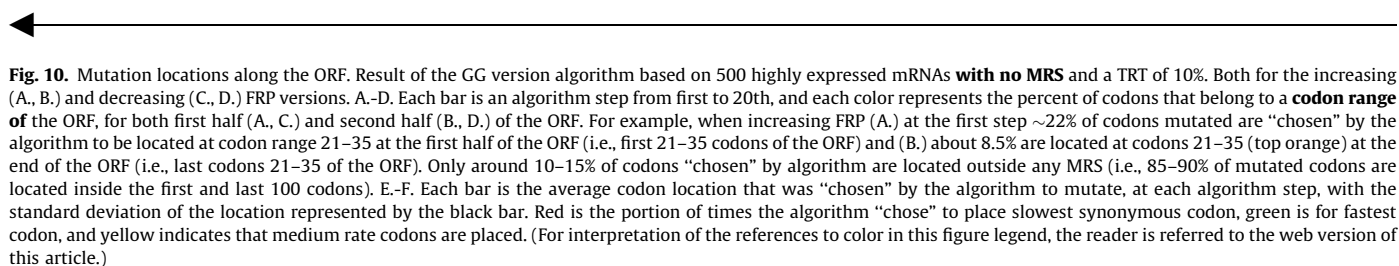 Fig. 10. Mutation locations along the ORF. Result of the GG version algorithm based on 500 highly expressed mRNAs with no MRS and a TRT of 10%. Both for the increasing
(A., B.) and decreasing (C., D.) FRP versions. A.-D. Each bar is an algorithm step from first to 20th, and each color represents the percent of codons that belong to a codon range
of the ORF, for both first half (A., C.) and second half (B., D.) of the ORF. For example, when increasing FRP (A.) at the first step ∼22% of codons mutated are “chosen” by the
algorithm to be located at codon range 21–35 at the first half of the ORF (i.e., first 21–35 codons of the ORF) and (B.) about 8.5% are located at codons 21–35 (top orange) at the
end of the ORF (i.e., last codons 21–35 of the ORF). Only around 10–15% of codons “chosen” by algorithm are located outside any MRS (i.e., 85–90% of mutated codons are
located inside the first and last 100 codons). E.-F. Each bar is the average codon location that was “chosen” by the algorithm to mutate, at each algorithm step, with the
standard deviation of the location represented by the black bar. Red is the portion of times the algorithm “chose” to place slowest synonymous codon, green is for fastest
codon, and yellow indicates that medium rate codons are placed. (For interpretation of the references to color in this figure legend, the reader is referred to the web version of
this article.)